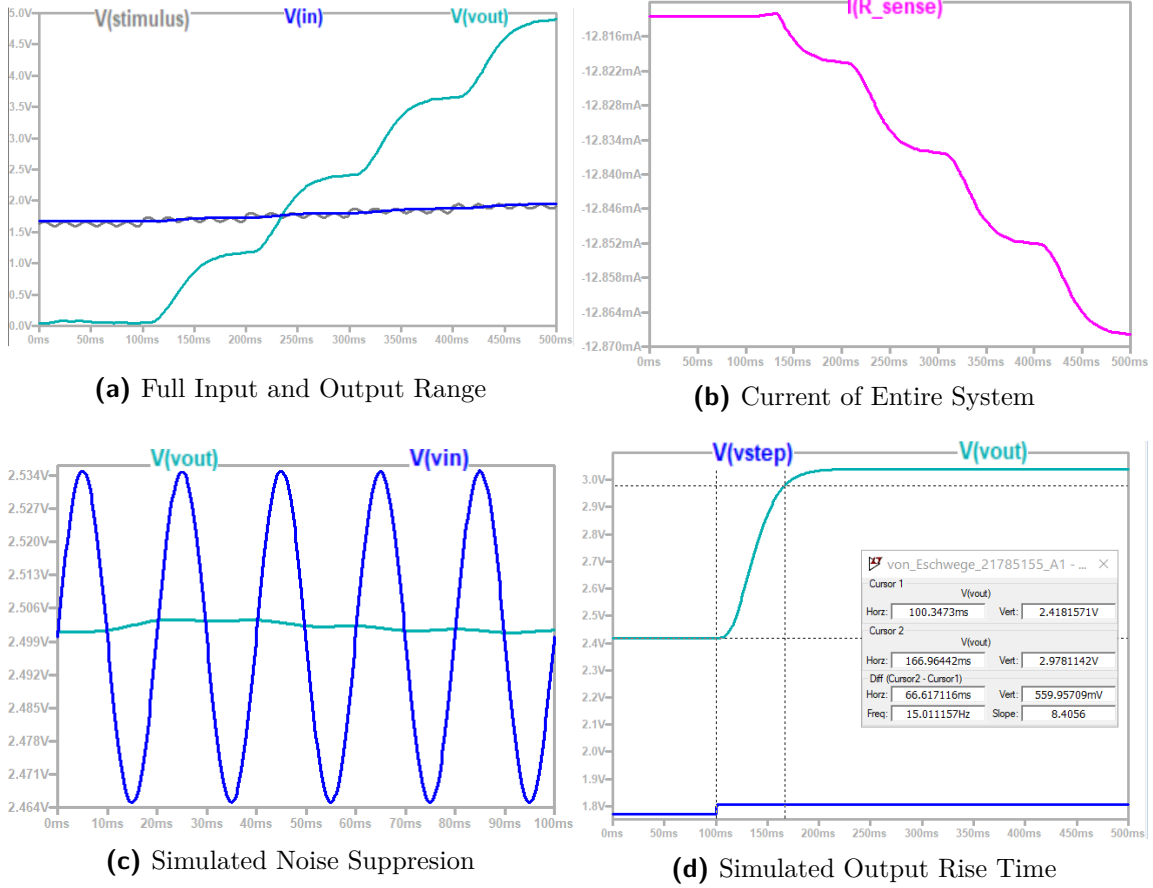 V(stimulus) V(in) V(vout)
5.0V
4.5V
4.0V
3.5V
3.0V
2.5V
2.0V
1.5V
1.0V
0.5V
0.0V
0ms 50ms 100ms 150ms 200ms 250ms 300ms 350ms 400ms 450ms 500ms
(a) Full Input and Output Range
I(R_sense)
-12.816mA
-12.822mA
-12.828mA
-12.834mA
-12.840mA
-12.846mA
-12.852mA
-12.858mA
-12.864mA
-12.870mA
0ms 50ms 100ms 150ms 200ms 250ms 300ms 350ms 400ms 450ms 500ms
(b) Current of Entire System
V(vout) V(vin)
2.534V
2.527V
2.520V
2.513V
2.506V
2.499V
2.492V
2.485V
2.478V
2.471V
2.464V
0ms 10ms 20ms 30ms 40ms 50ms 60ms 70ms 80ms 90ms 100ms
(c) Simulated Noise Suppresion
V(vstep) V(vout)
3.0V
2.9V
2.7V
2.6V
2.4V
2.3V
2.1V
2.0V
1.8V
0ms 50ms 100ms 150ms 200ms 250ms 300ms 350ms 400ms 450ms 500ms
von_Eschwege_21785155_A1 - ...
Cursor 1
V(vout)
Horz: 100.3473ms Vert: 2.4181571V
Cursor 2
V(vout)
Horz: 166.96442ms Vert: 2.9781142V
Diff (Cursor2 - Cursor1)
Horz: 66.617116ms Vert: 559.95709mV
Freq: 15.011157Hz Slope: 8.4056
(d) Simulated Output Rise Time